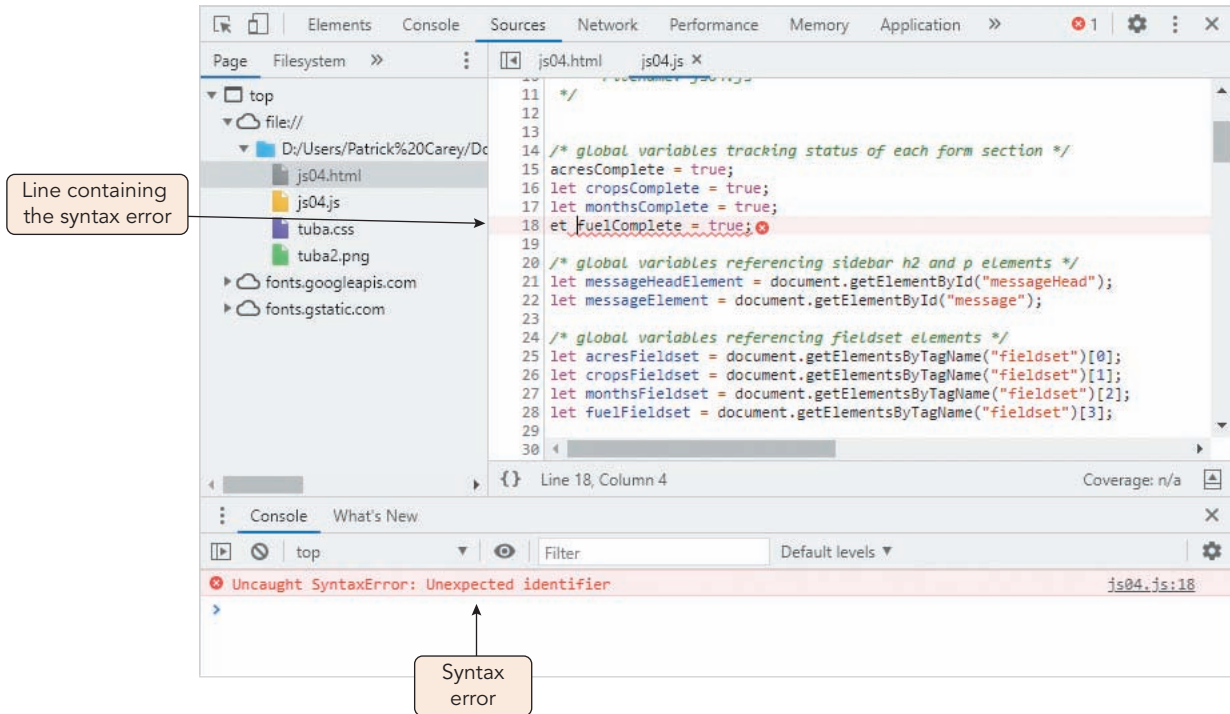 Elements Console Sources Network Performance Memory Application » 1
Page Filesystem »
js04.html js04.js ×
top
file://
D:/Users/Patrick%20Carey/Do
js04.html
js04.js
tuba.css
tuba2.png
fonts.googleapis.com
fonts.gstatic.com
Line containing
the syntax error
10 Filename: js04.js
11 */
12
13
14 /* global variables tracking status of each form section */
15 acresComplete = true;
16 let cropsComplete = true;
17 let monthsComplete = true;
18 et fuelComplete = true;
19
20 /* global variables referencing sidebar h2 and p elements */
21 let messageHeadElement = document.getElementById("messageHead");
22 let messageElement = document.getElementById("message");
23
24 /* global variables referencing fieldset elements */
25 let acresFieldset = document.getElementsByTagName("fieldset")[0];
26 let cropsFieldset = document.getElementsByTagName("fieldset")[1];
27 let monthsFieldset = document.getElementsByTagName("fieldset")[2];
28 let fuelFieldset = document.getElementsByTagName("fieldset")[3];
29
30
{} Line 18, Column 4 Coverage: n/a
Console What's New
top Filter Default levels ▼
Uncaught SyntaxError: Unexpected identifier js04.js:18
>
Syntax
error